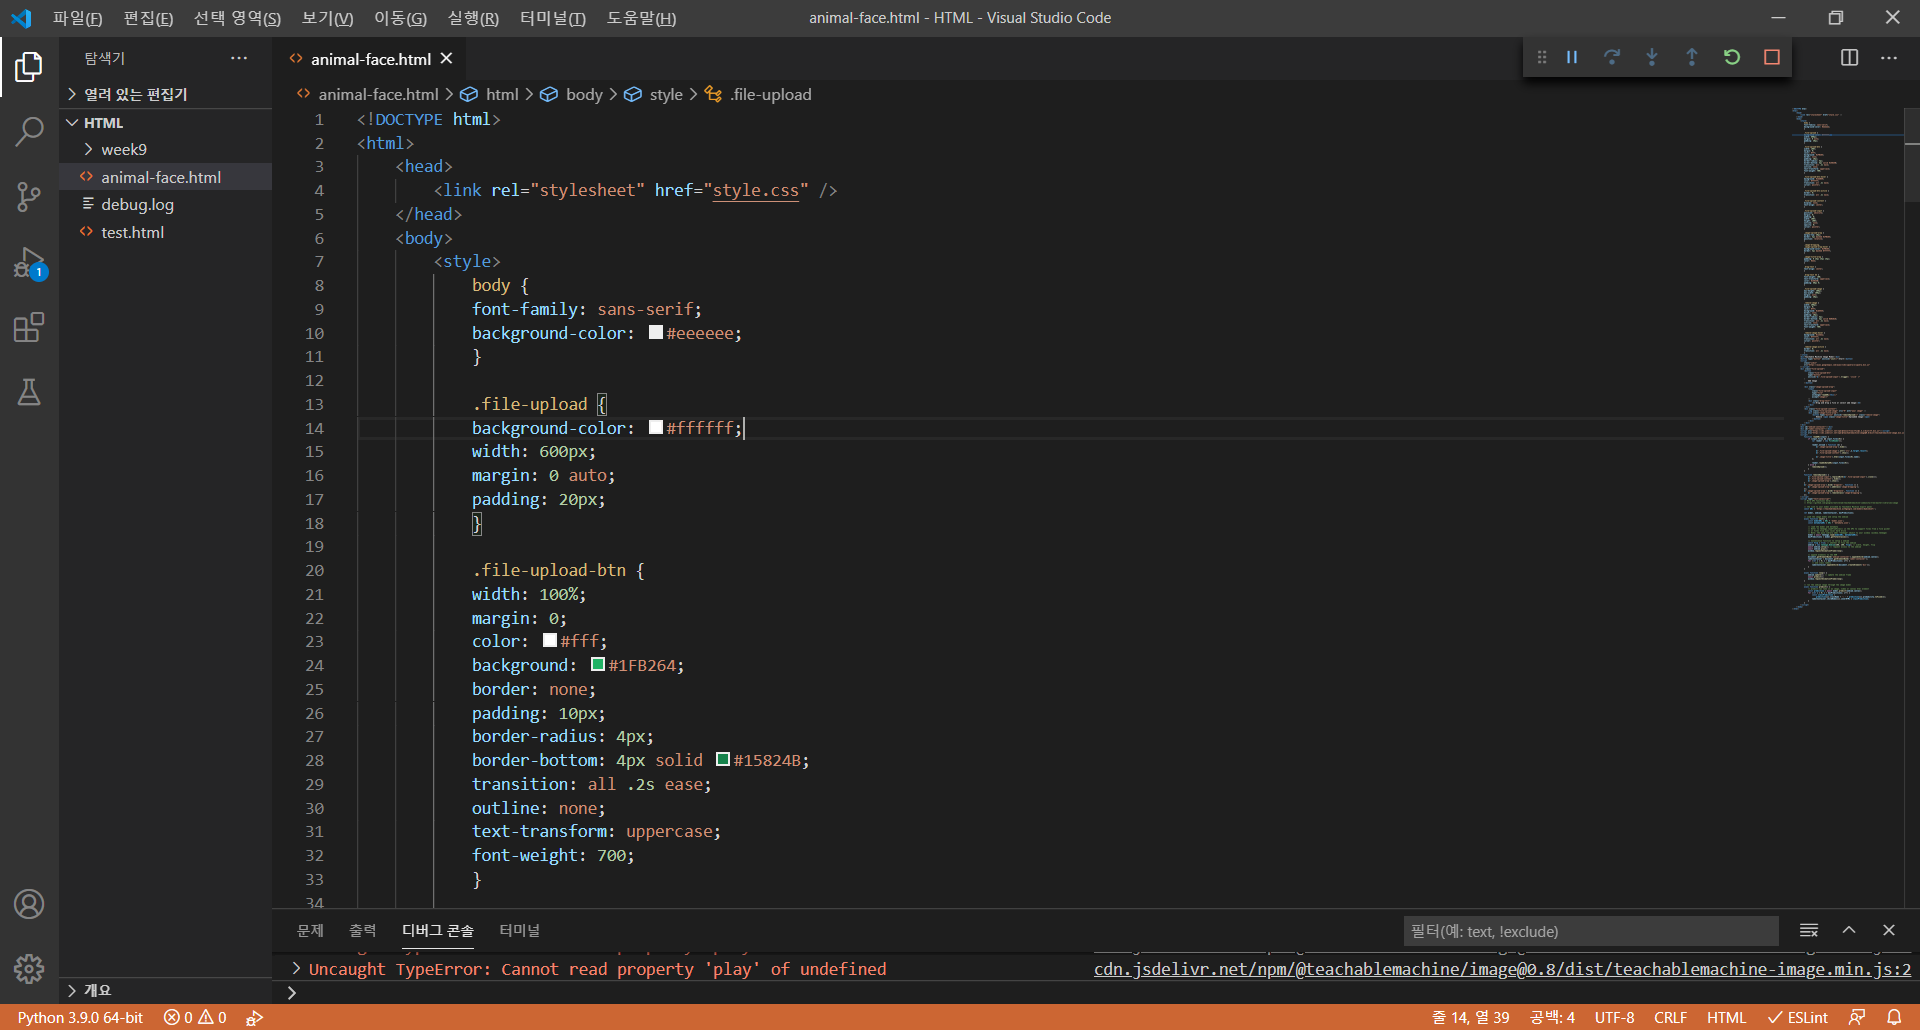 파일(F) 편집(E) 선택 영역(S) 보기(V) 이동(G) 실행(R) 터미널(T) 도움말(H) animal-face.html - HTML - Visual Studio Code
탐색기
열려 있는 편집기
HTML
week9
animal-face.html
debug.log
test.html
개요
animal-face.html
animal-face.html > html > body > style > .file-upload
1 <!DOCTYPE html>
2 <html>
3 <head>
4 <link rel="stylesheet" href="style.css" />
5 </head>
6 <body>
7 <style>
8 body {
9 font-family: sans-serif;
10 background-color: #eeeeee;
11 }
12
13 .file-upload {
14 background-color: #ffffff;
15 width: 600px;
16 margin: 0 auto;
17 padding: 20px;
18 }
19
20 .file-upload-btn {
21 width: 100%;
22 margin: 0;
23 color: #fff;
24 background: #1FB264;
25 border: none;
26 padding: 10px;
27 border-radius: 4px;
28 border-bottom: 4px solid #15824B;
29 transition: all .2s ease;
30 outline: none;
31 text-transform: uppercase;
32 font-weight: 700;
33 }
34
문제 출력 디버그 콘솔 터미널 필터(예: text, !exclude)
Uncaught TypeError: Cannot read property 'play' of undefined cdn.jsdelivr.net/npm/@teachablemachine/image@0.8/dist/teachablemachine-image.min.js:2
1
Python 3.9.0 64-bit 0 0 줄 14, 열 39 공백: 4 UTF-8 CRLF HTML ESLint